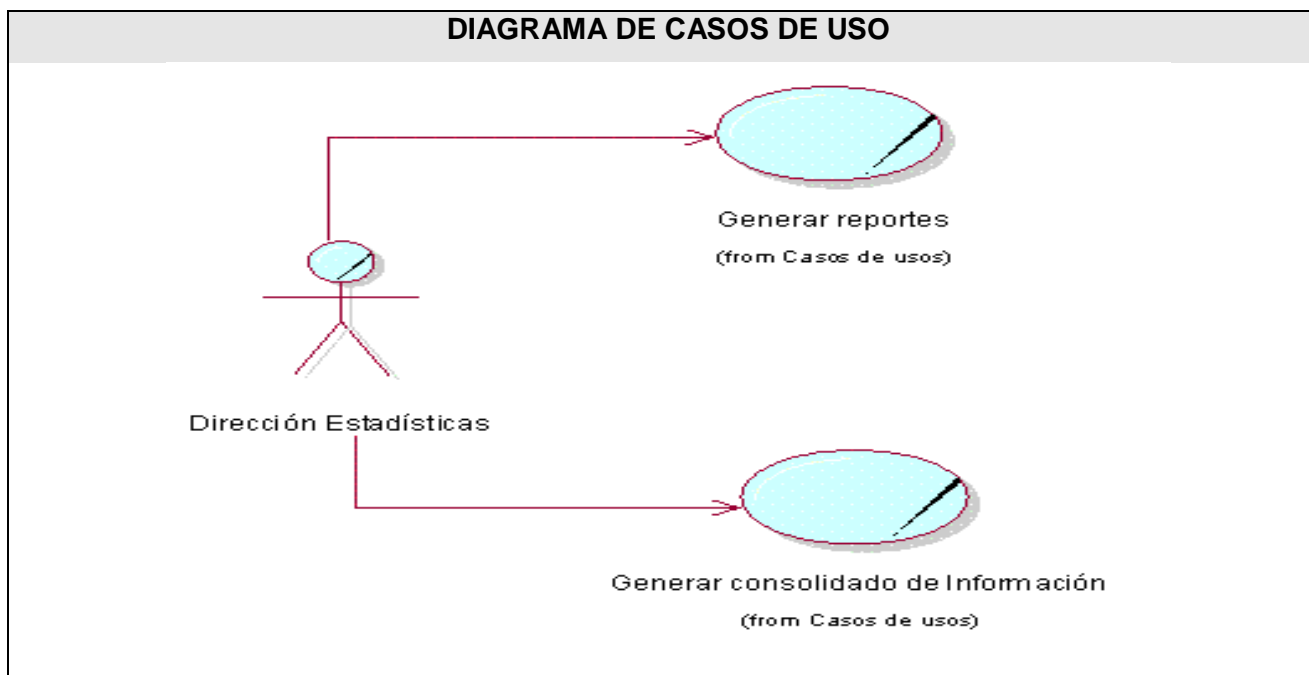 DIAGRAMA DE CASOS DE USO
Generar reportes
(from Casos de usos)
Dirección Estadísticas
Generar consolidado de Información
(from Casos de usos)